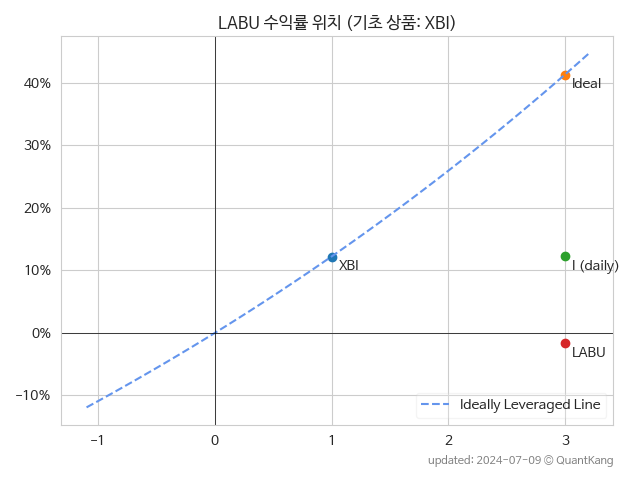 LABU 수익률 위치 (기초 상품: XBI)
40%
30%
20%
10%
0%
−10%
Ideal
XBI
I (daily)
LABU
Ideally Leveraged Line
−1 0 1 2 3
updated: 2024-07-09 © QuantKang